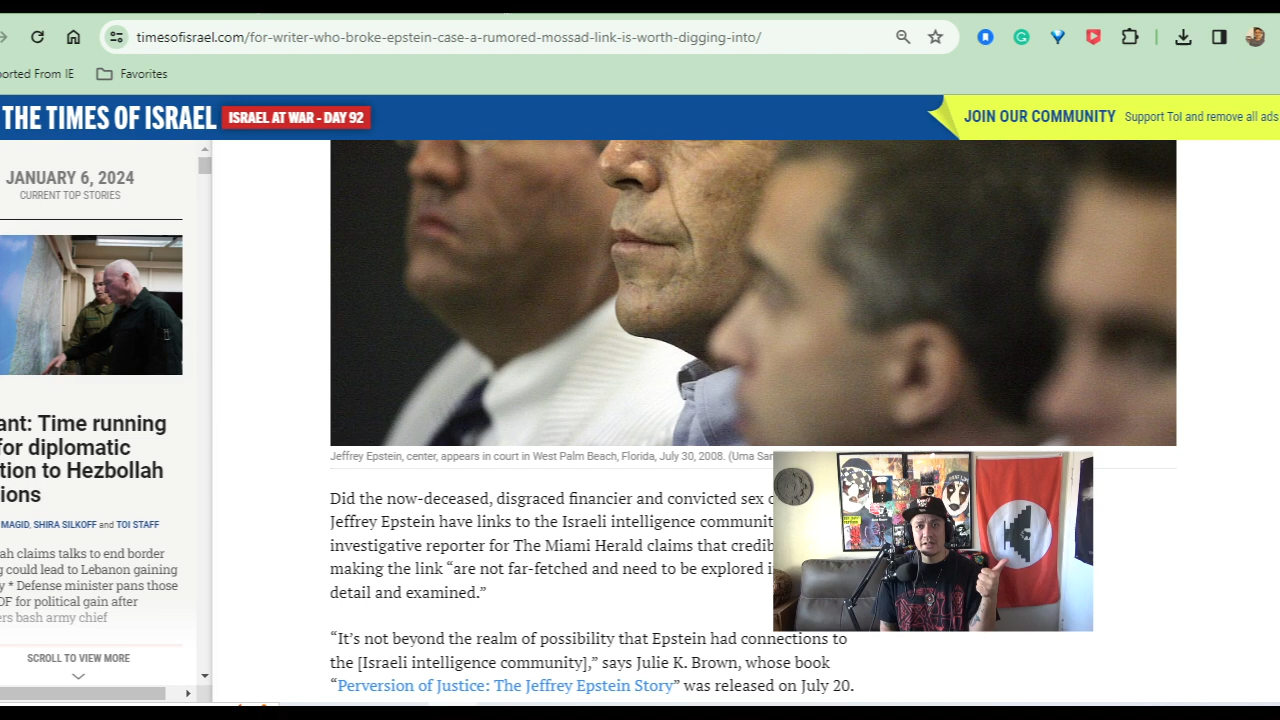 timesofisrael.com/for-writer-who-broke-epstein-case-a-rumored-mossad-link-is-worth-digging-into/
ported From IE
Favorites
THE TIMES OF ISRAEL
ISRAEL AT WAR - DAY 92
JOIN OUR COMMUNITY
Support ToI and remove all ads
JANUARY 6, 2024
CURRENT TOP STORIES
ant: Time running
for diplomatic
tion to Hezbollah
ions
MAGID, SHIRA SILKOFF and TOI STAFF
ah claims talks to end border
g could lead to Lebanon gaining
y * Defense minister pans those
DF for political gain after
ers bash army chief
SCROLL TO VIEW MORE
Jeffrey Epstein, center, appears in court in West Palm Beach, Florida, July 30, 2008. (Uma San
Did the now-deceased, disgraced financier and convicted sex o
Jeffrey Epstein have links to the Israeli intelligence communit
investigative reporter for The Miami Herald claims that credib
making the link “are not far-fetched and need to be explored i
detail and examined.”
“It’s not beyond the realm of possibility that Epstein had connections to
the [Israeli intelligence community],” says Julie K. Brown, whose book
“Perversion of Justice: The Jeffrey Epstein Story” was released on July 20.